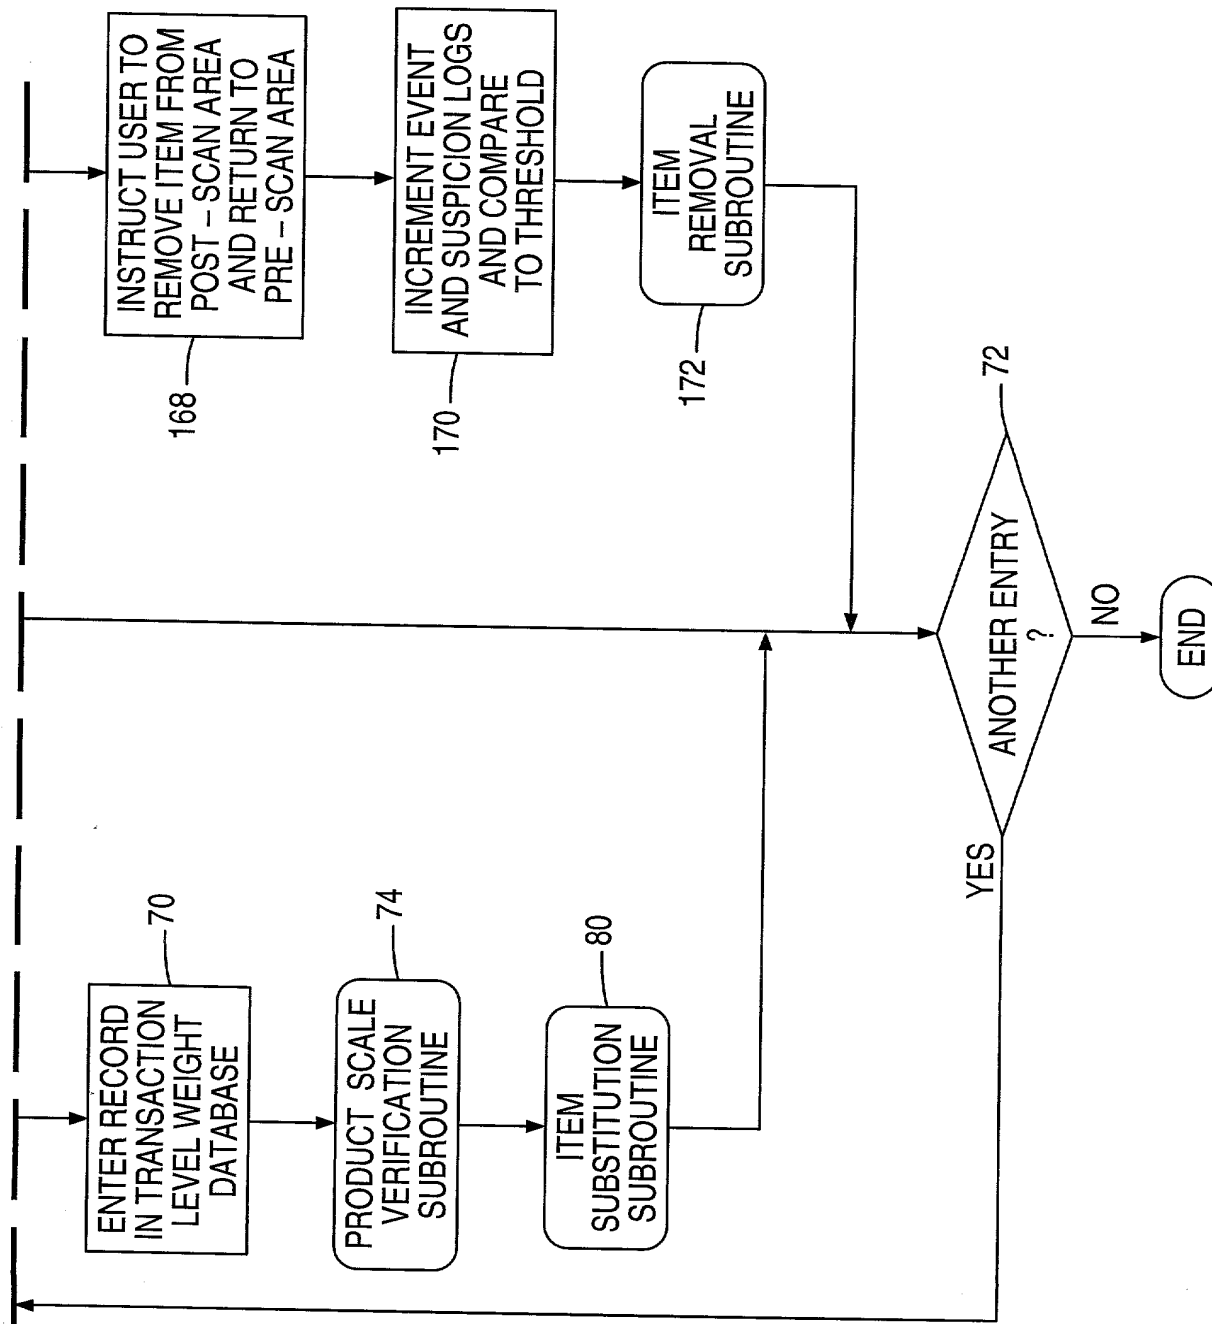 ENTER RECORD
IN TRANSACTION
LEVEL WEIGHT
DATABASE
70
PRODUCT SCALE
VERIFICATION
SUBROUTINE
74
ITEM
SUBSTITUTION
SUBROUTINE
80
INSTRUCT USER TO
REMOVE ITEM FROM
POST – SCAN AREA
AND RETURN TO
PRE – SCAN AREA
168
INCREMENT EVENT
AND SUSPICION LOGS
AND COMPARE
TO THRESHOLD
170
ITEM
REMOVAL
SUBROUTINE
172
ANOTHER ENTRY
?
72
YES
NO
END